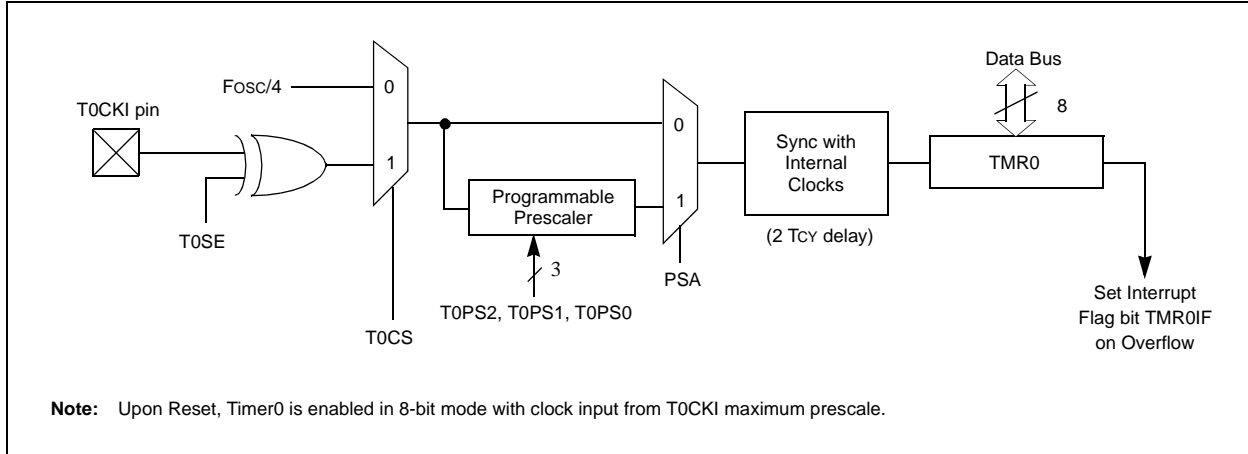 Data Bus
8
Fosc/4
0
T0CKI pin
1
T0SE
T0CS
0
1
Programmable
Prescaler
3
T0PS2, T0PS1, T0PS0
PSA
Sync with
Internal
Clocks
(2 TCY delay)
TMR0
Set Interrupt
Flag bit TMR0IF
on Overflow
Note: Upon Reset, Timer0 is enabled in 8-bit mode with clock input from T0CKI maximum prescale.